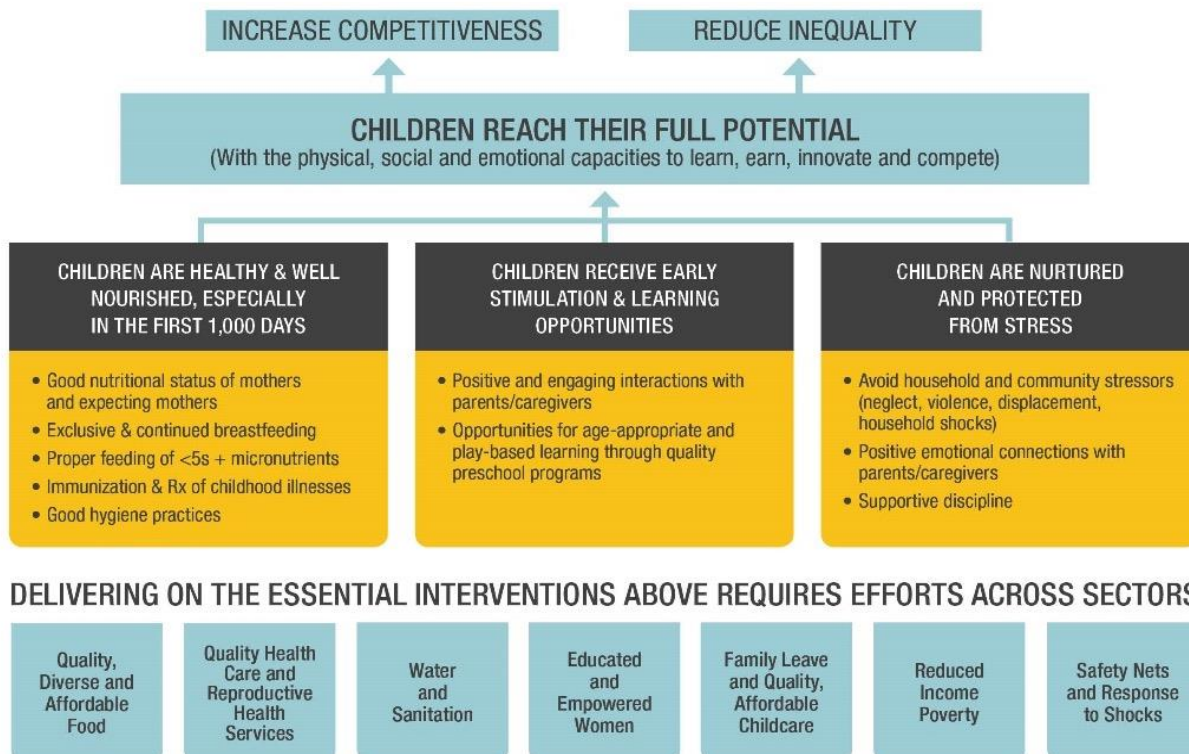 INCREASE COMPETITIVENESS
REDUCE INEQUALITY
CHILDREN REACH THEIR FULL POTENTIAL
(With the physical, social and emotional capacities to learn, earn, innovate and compete)
CHILDREN ARE HEALTHY & WELL
NOURISHED, ESPECIALLY
IN THE FIRST 1,000 DAYS
• Good nutritional status of mothers
and expecting mothers
• Exclusive & continued breastfeeding
• Proper feeding of <5s + micronutrients
• Immunization & Rx of childhood illnesses
• Good hygiene practices
CHILDREN RECEIVE EARLY
STIMULATION & LEARNING
OPPORTUNITIES
• Positive and engaging interactions with
parents/caregivers
• Opportunities for age-appropriate and
play-based learning through quality
preschool programs
CHILDREN ARE NURTURED
AND PROTECTED
FROM STRESS
• Avoid household and community stressors
(neglect, violence, displacement,
household shocks)
• Positive emotional connections with
parents/caregivers
• Supportive discipline
DELIVERING ON THE ESSENTIAL INTERVENTIONS ABOVE REQUIRES EFFORTS ACROSS SECTORS
Quality,
Diverse and
Affordable
Food
Quality Health
Care and
Reproductive
Health
Services
Water
and
Sanitation
Educated
and
Empowered
Women
Family Leave
and Quality,
Affordable
Childcare
Reduced
Income
Poverty
Safety Nets
and Response
to Shocks